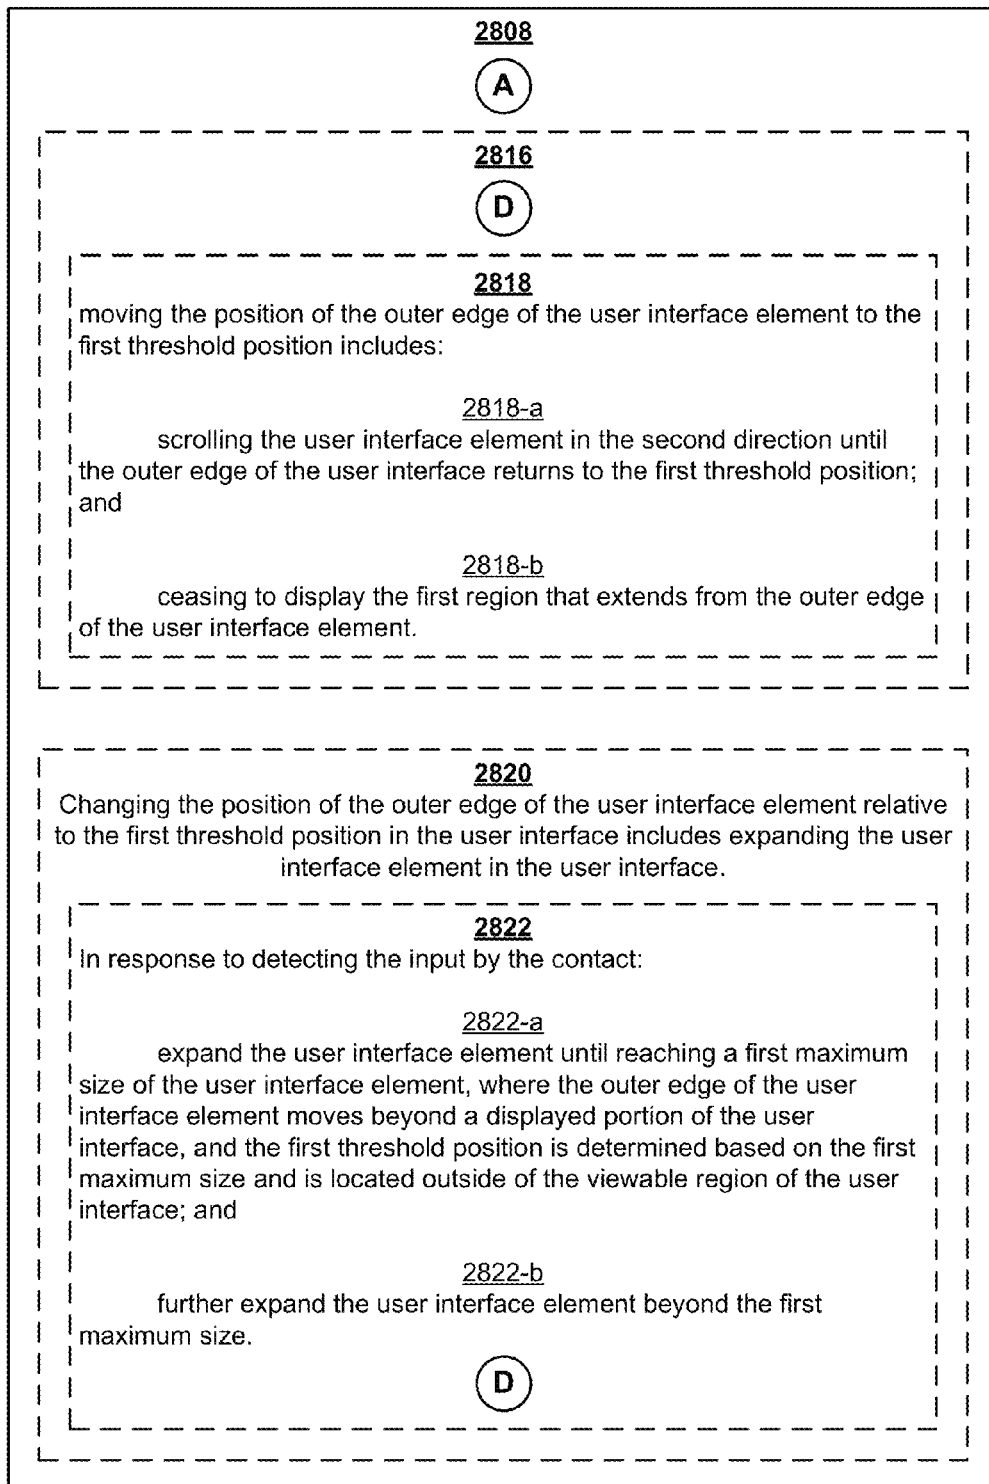 2808
A
2816
D
2818
moving the position of the outer edge of the user interface element to the
first threshold position includes:
2818-a
scrolling the user interface element in the second direction until
the outer edge of the user interface returns to the first threshold position;
and
2818-b
ceasing to display the first region that extends from the outer edge
of the user interface element.
2820
Changing the position of the outer edge of the user interface element relative
to the first threshold position in the user interface includes expanding the user
interface element in the user interface.
2822
In response to detecting the input by the contact:
2822-a
expand the user interface element until reaching a first maximum
size of the user interface element, where the outer edge of the user
interface element moves beyond a displayed portion of the user
interface, and the first threshold position is determined based on the first
maximum size and is located outside of the viewable region of the user
interface; and
2822-b
further expand the user interface element beyond the first
maximum size.
D